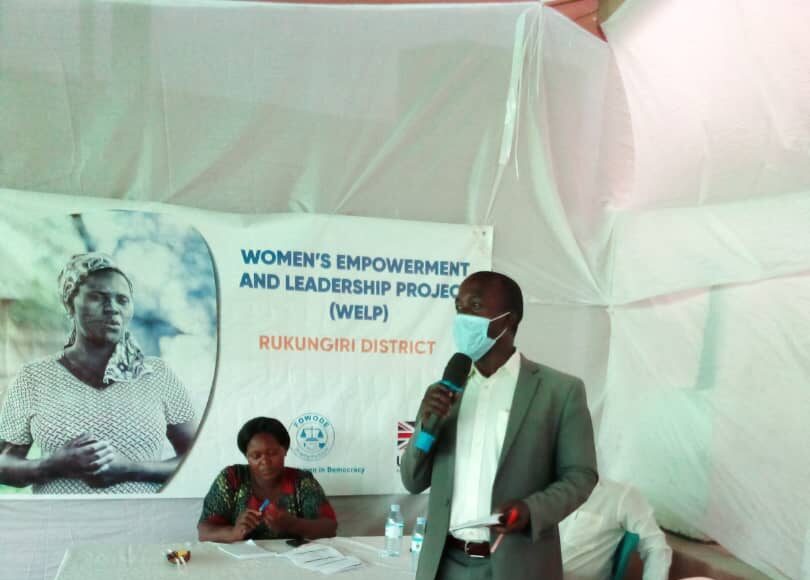 WOMEN'S EMPOWERMENT
AND LEADERSHIP PROJEC
(WELP)
RUKUNGIRI DISTRICT
FOWODE
in Democracy